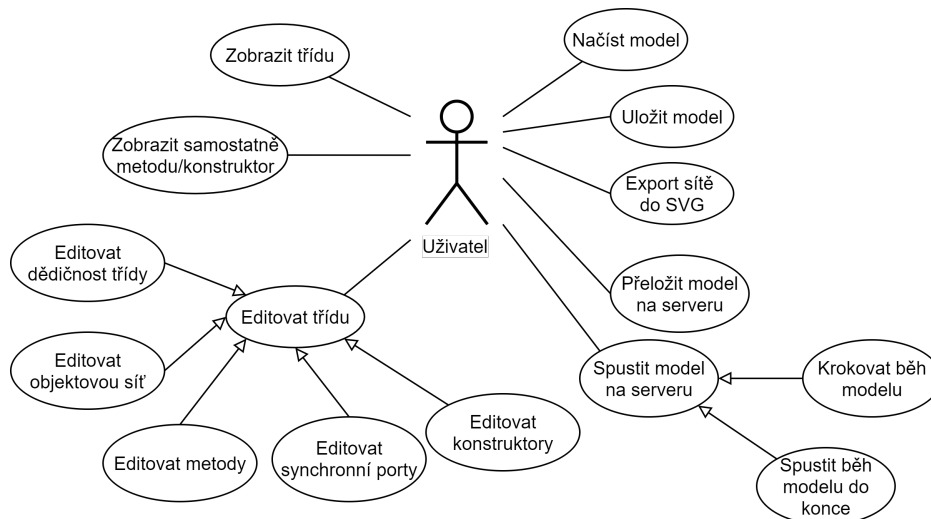 Zobrazit třídu
Načíst model
Uložit model
Zobrazit samostatně
metodu/konstruktor
Export sítě
do SVG
Uživatel
Editovat
dědičnost třídy
Přeložit model
na serveru
Editovat třídu
Editovat
objektovou síť
Spustit model
na serveru
Krokovat běh
modelu
Editovat metody
Editovat
synchronní porty
Editovat
konstruktory
Spustit běh
modelu do
konce